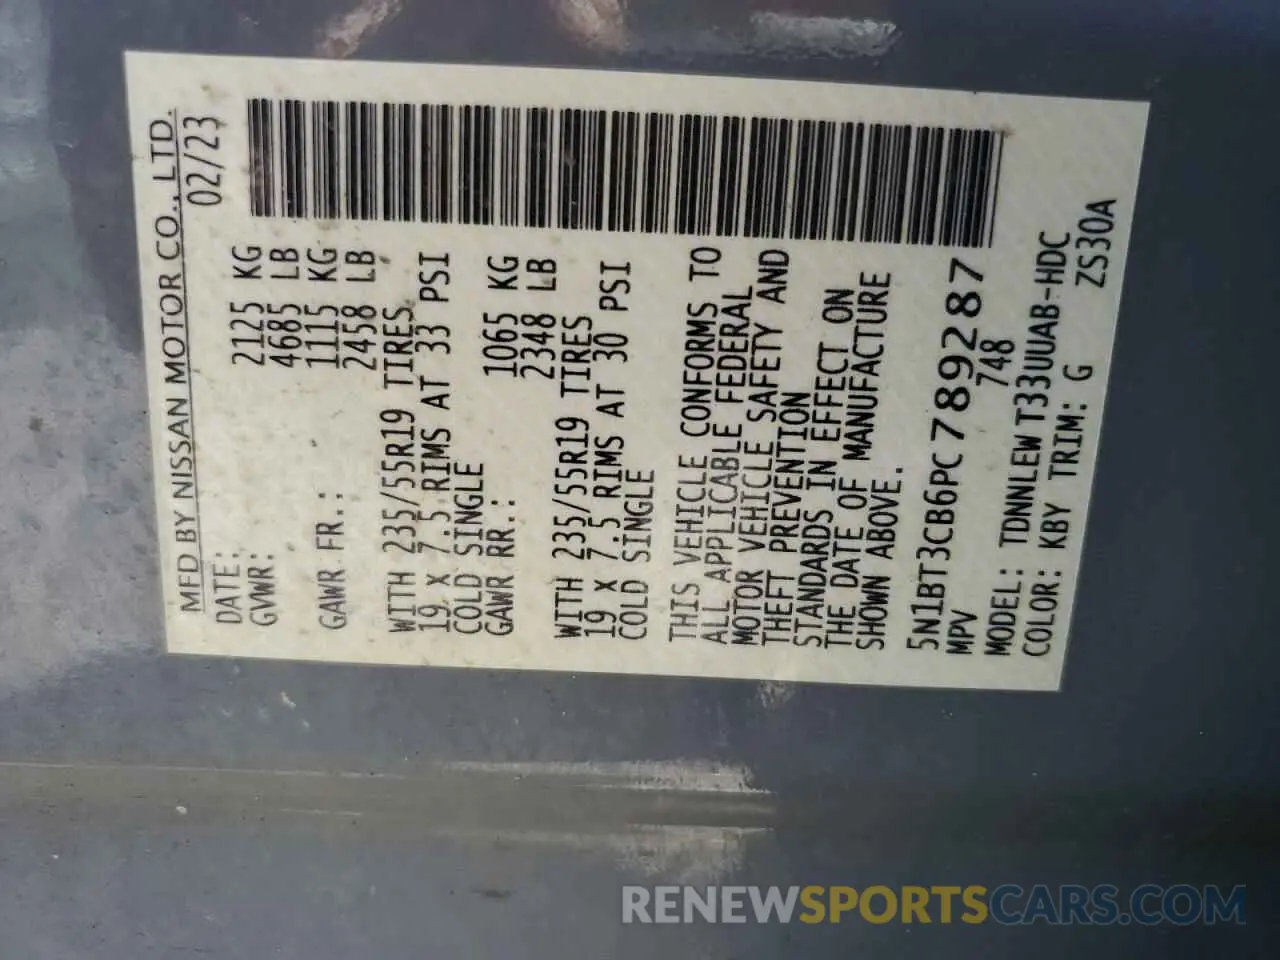 MFD BY NISSAN MOTOR CO., LTD.
DATE: 02/23
GVWR: 2125 KG
4685 LB
GAWR FR.: 1115 KG
2458 LB
WITH 235/55R19 TIRES,
19 X 7.5 RIMS AT 33 PSI
COLD SINGLE
GAWR RR.: 1065 KG
2348 LB
WITH 235/55R19 TIRES
19 X 7.5 RIMS AT 30 PSI
COLD SINGLE
THIS VEHICLE CONFORMS TO
ALL APPLICABLE FEDERAL
MOTOR VEHICLE SAFETY AND
THEFT PREVENTION
STANDARDS IN EFFECT ON
THE DATE OF MANUFACTURE
SHOWN ABOVE.
5N1BT3CB6PC789287
MPV 748
MODEL: TDNNLEW T33UUAB-HDC
COLOR: KBY TRIM: G ZS30A
RENEWSPORTSCARS.COM